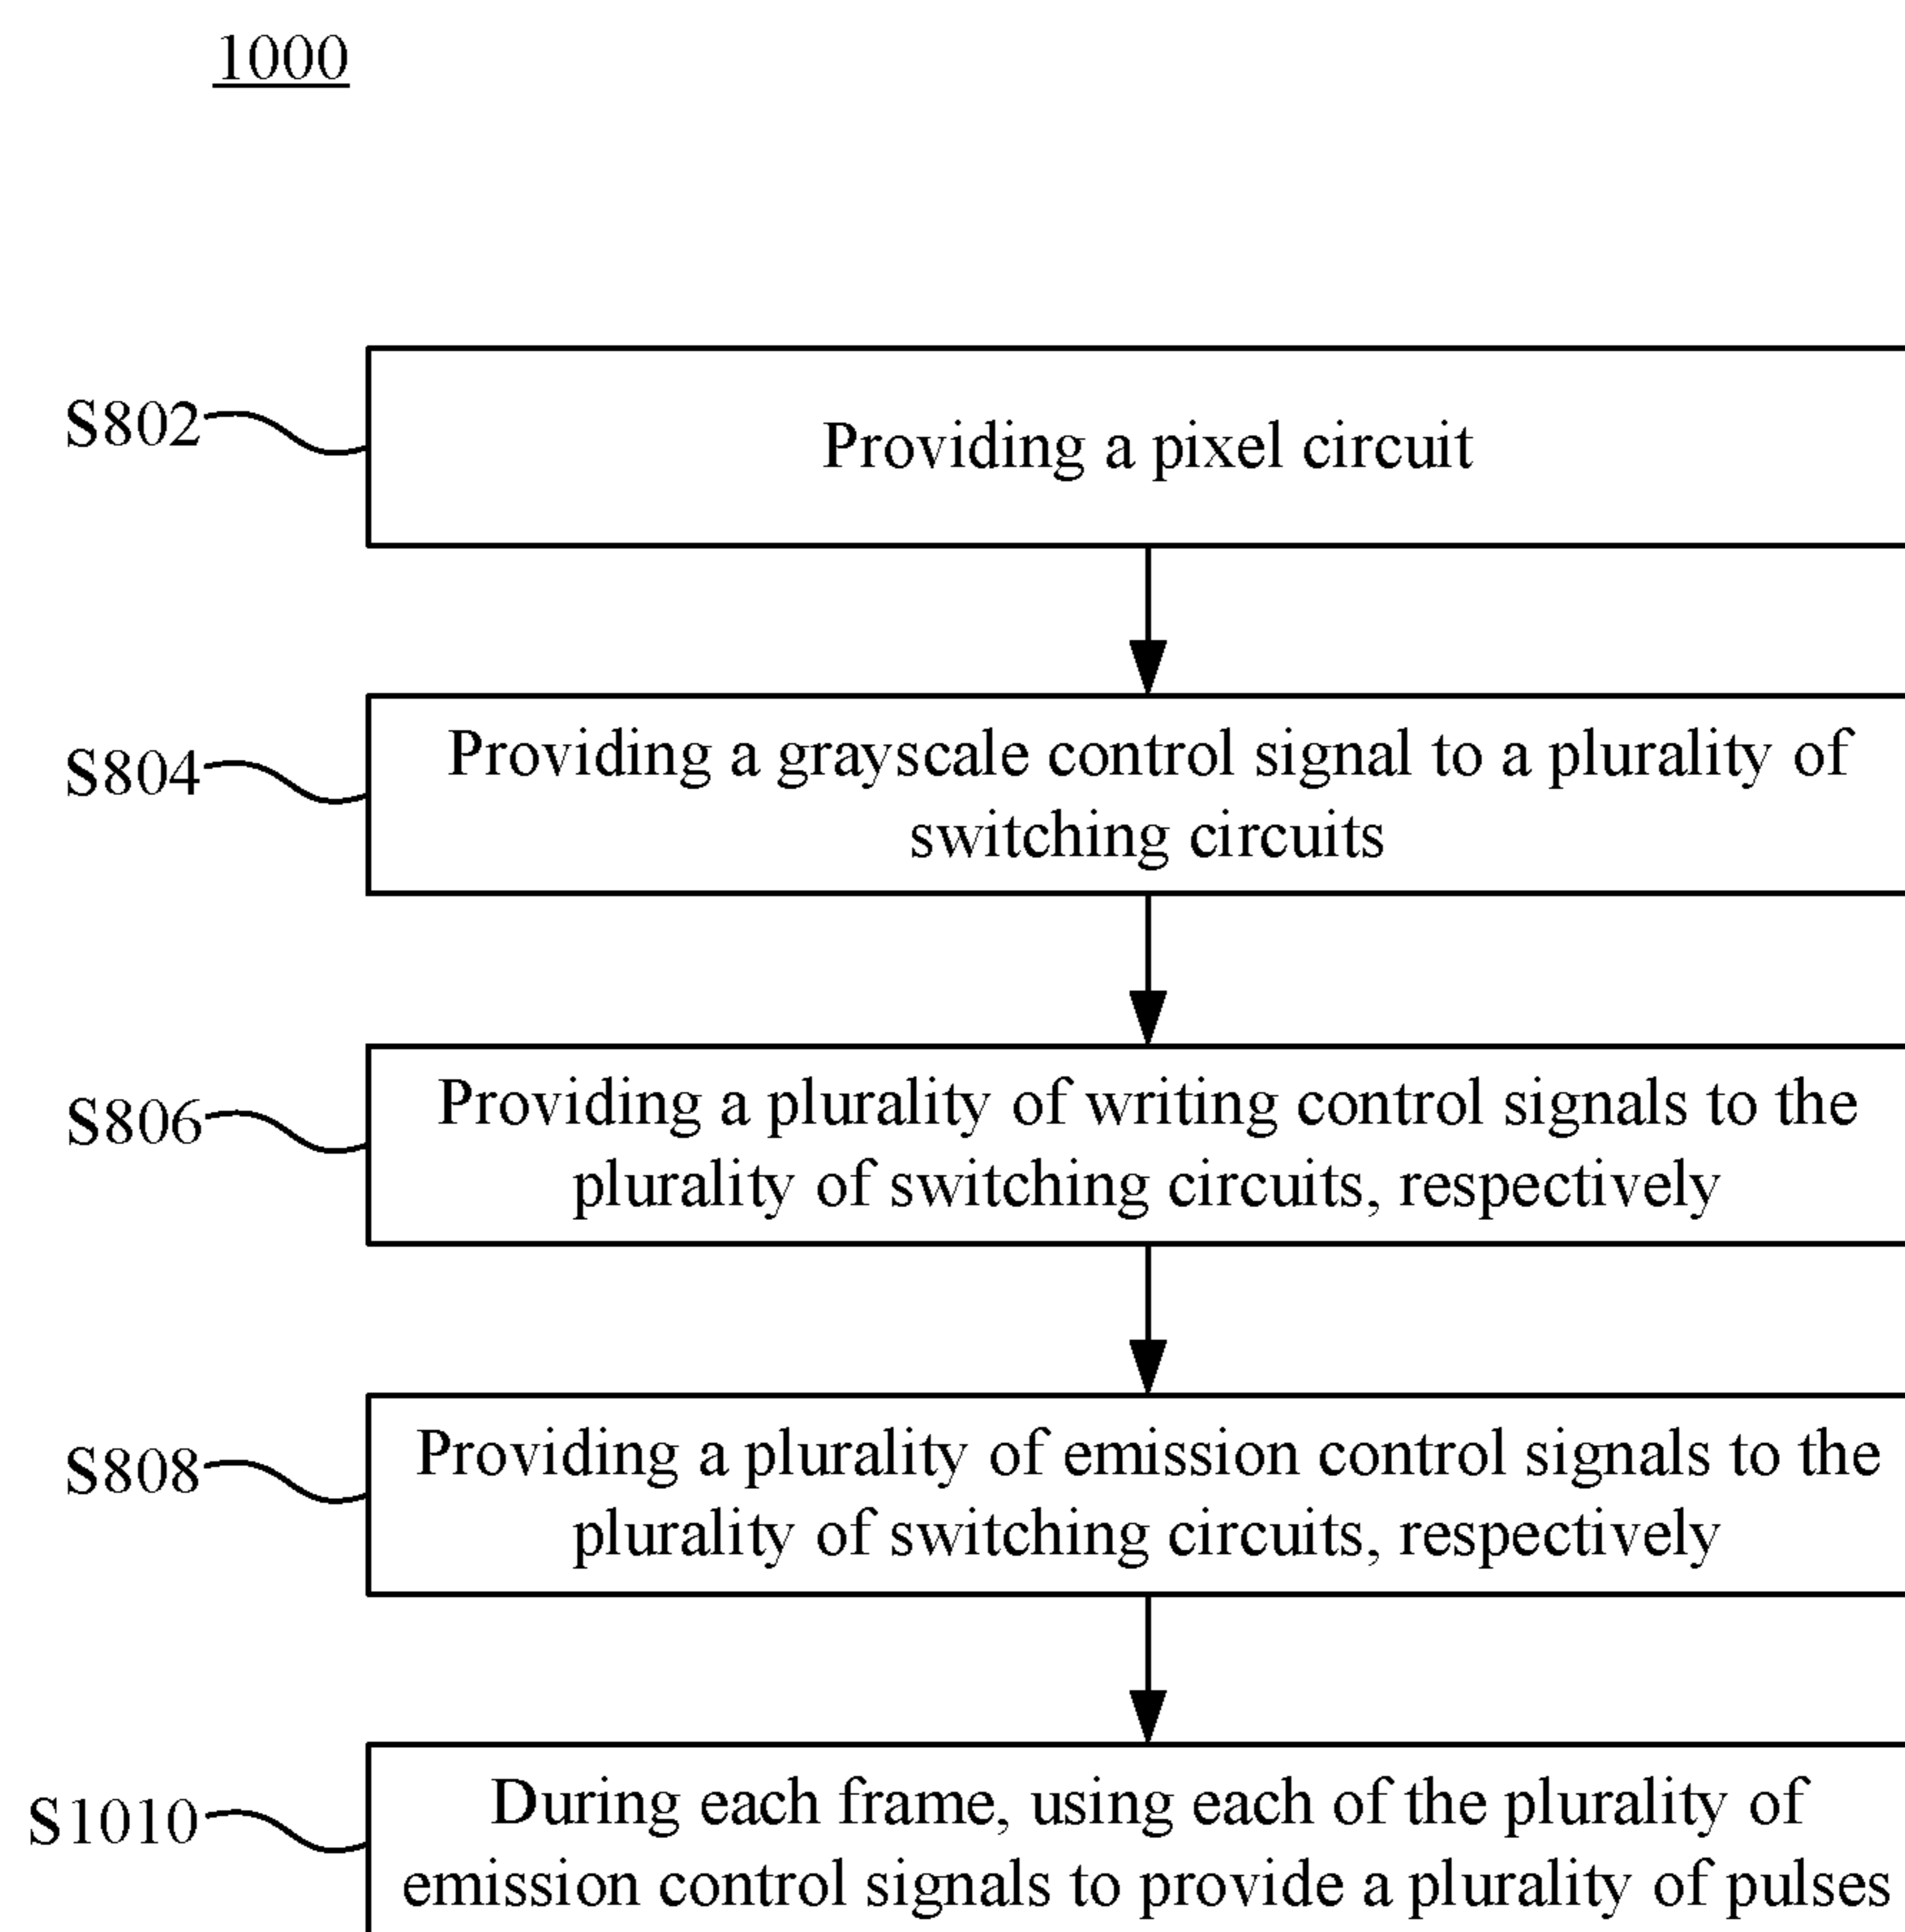 1000
S802
Providing a pixel circuit
S804
Providing a grayscale control signal to a plurality of
switching circuits
S806
Providing a plurality of writing control signals to the
plurality of switching circuits, respectively
S808
Providing a plurality of emission control signals to the
plurality of switching circuits, respectively
S1010
During each frame, using each of the plurality of
emission control signals to provide a plurality of pulses